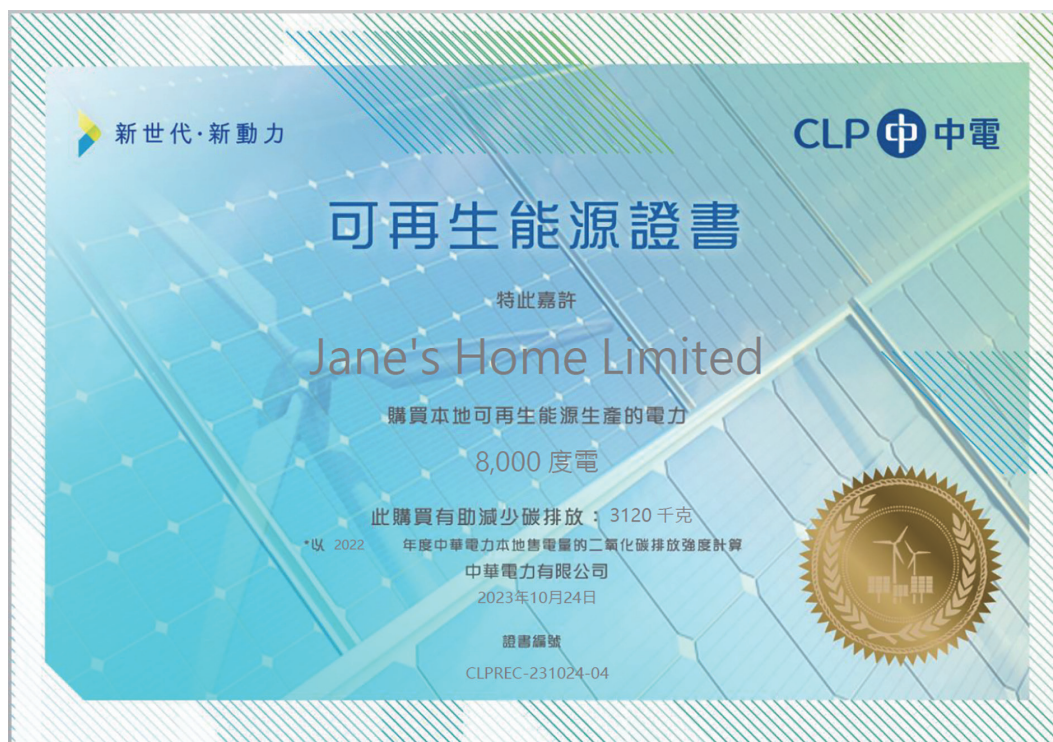 新世代·新動力
CLP 中 中電
可再生能源證書
特此嘉許
Jane's Home Limited
購買本地可再生能源生產的電力
8,000 度電
此購買有助減少碳排放：3120 千克
*以 2022 年度中華電力本地售電量的二氧化碳排放強度計算
中華電力有限公司
2023年10月24日
證書編號
CLPREC-231024-04